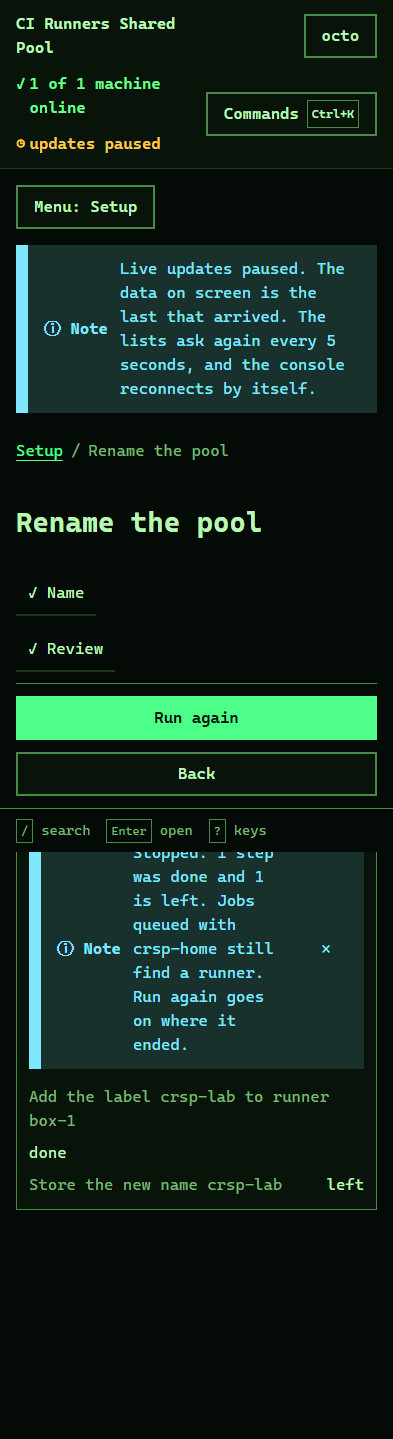 CI Runners Shared
Pool
octo
✓ 1 of 1 machine
online
Commands Ctrl+K
updates paused
Menu: Setup
ⓘ Note
Live updates paused. The
data on screen is the
last that arrived. The
lists ask again every 5
seconds, and the console
reconnects by itself.
Setup / Rename the pool
Rename the pool
✓ Name
✓ Review
Run again
Back
/ search Enter open ? keys
Stopped. 1 step
was done and 1
is left. Jobs
queued with
ⓘ Note crsp-home still ×
find a runner.
Run again goes
on where it
ended.
Add the label crsp-lab to runner
box-1
done
Store the new name crsp-lab left